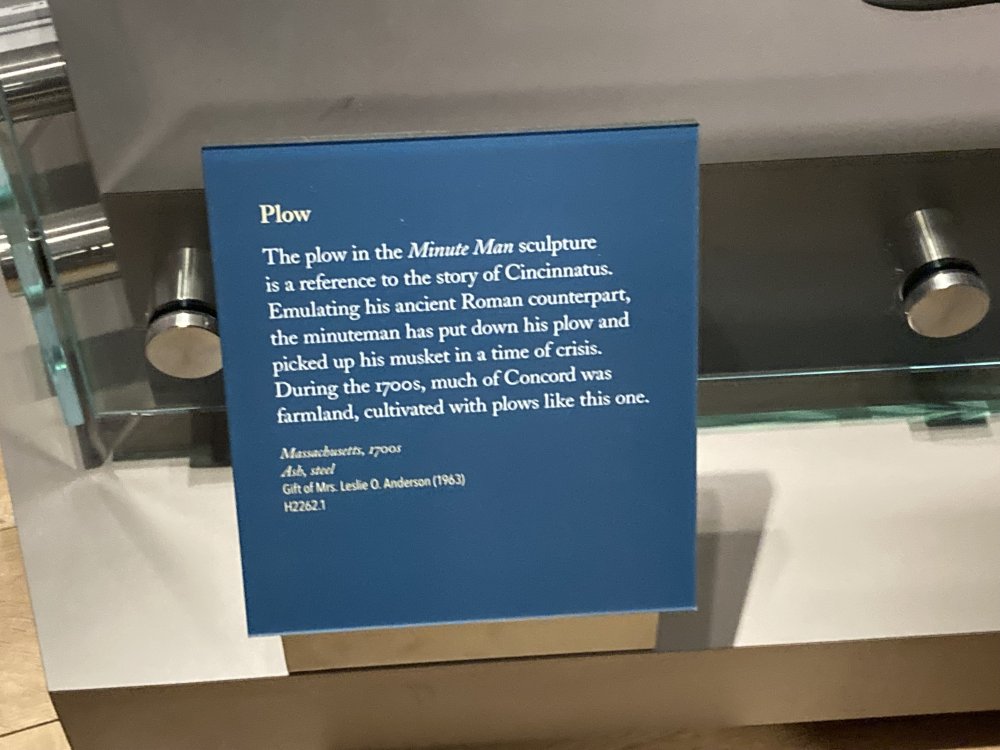 Plow
The plow in the Minute Man sculpture
is a reference to the story of Cincinnatus.
Emulating his ancient Roman counterpart,
the minuteman has put down his plow and
picked up his musket in a time of crisis.
During the 1700s, much of Concord was
farmland, cultivated with plows like this one.
Massachusetts, 1700s
Ash, steel
Gift of Mrs. Leslie O. Anderson (1963)
H2262.1